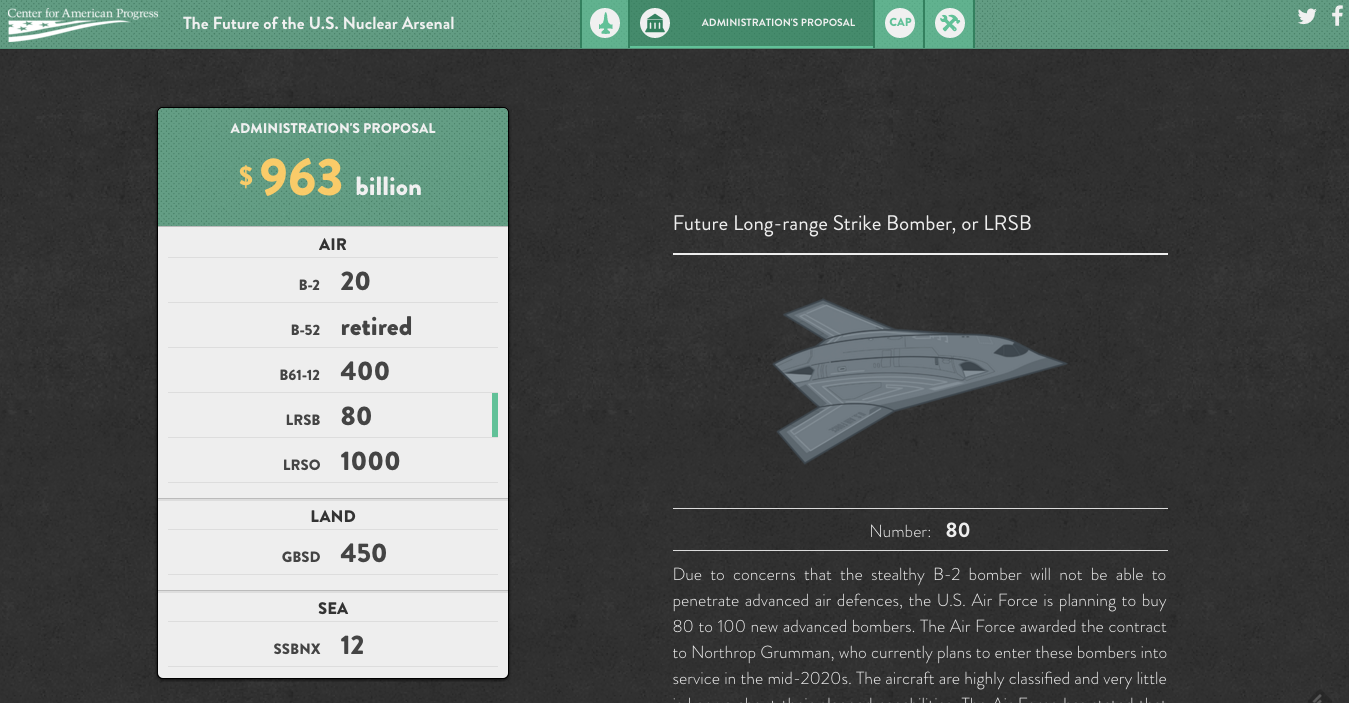 Center for American Progress
The Future of the U.S. Nuclear Arsenal
ADMINISTRATION'S PROPOSAL
CAP
ADMINISTRATION'S PROPOSAL
$963 billion
AIR
B-2 20
B-52 retired
B61-12 400
LRSB 80
LRSO 1000
LAND
GBSD 450
SEA
SSBNX 12
Future Long-range Strike Bomber, or LRSB
Number: 80
Due to concerns that the stealthy B-2 bomber will not be able to
penetrate advanced air defences, the U.S. Air Force is planning to buy
80 to 100 new advanced bombers. The Air Force awarded the contract
to Northrop Grumman, who currently plans to enter these bombers into
service in the mid-2020s. The aircraft are highly classified and very little